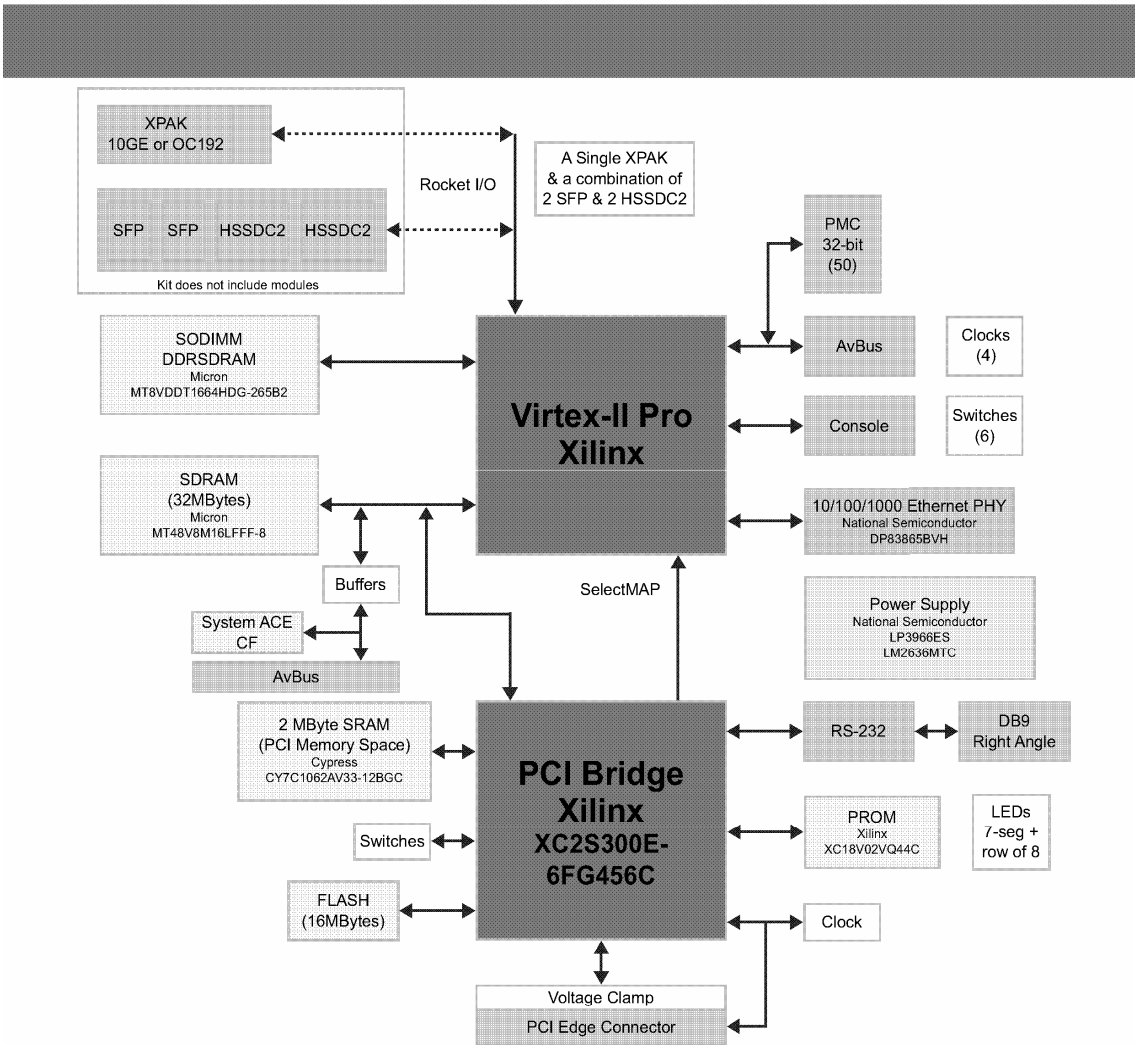 XPAK
10GE or OC192
Rocket I/O
A Single XPAK
& a combination of
2 SFP & 2 HSSDC2
SFP SFP HSSDC2 HSSDC2
Kit does not include modules
PMC
32-bit
(50)
SODIMM
DDRSDRAM
Micron
MT8VDDT1664HDG-265B2
AvBus
Clocks
(4)
Virtex-II Pro
Xilinx
Console
Switches
(6)
SDRAM
(32MBytes)
Micron
MT48V8M16LFFF-8
10/100/1000 Ethernet PHY
National Semiconductor
DP83865BVH
Buffers
SelectMAP
System ACE
CF
AvBus
Power Supply
National Semiconductor
LP3966ES
LM2636MTC
2 MByte SRAM
(PCI Memory Space)
Cypress
CY7C1062AV33-12BGC
PCI Bridge
Xilinx
XC2S300E-
6FG456C
RS-232
DB9
Right Angle
Switches
PROM
Xilinx
XC18V02VQ44C
LEDs
7-seg +
row of 8
FLASH
(16MBytes)
Clock
Voltage Clamp
PCI Edge Connector